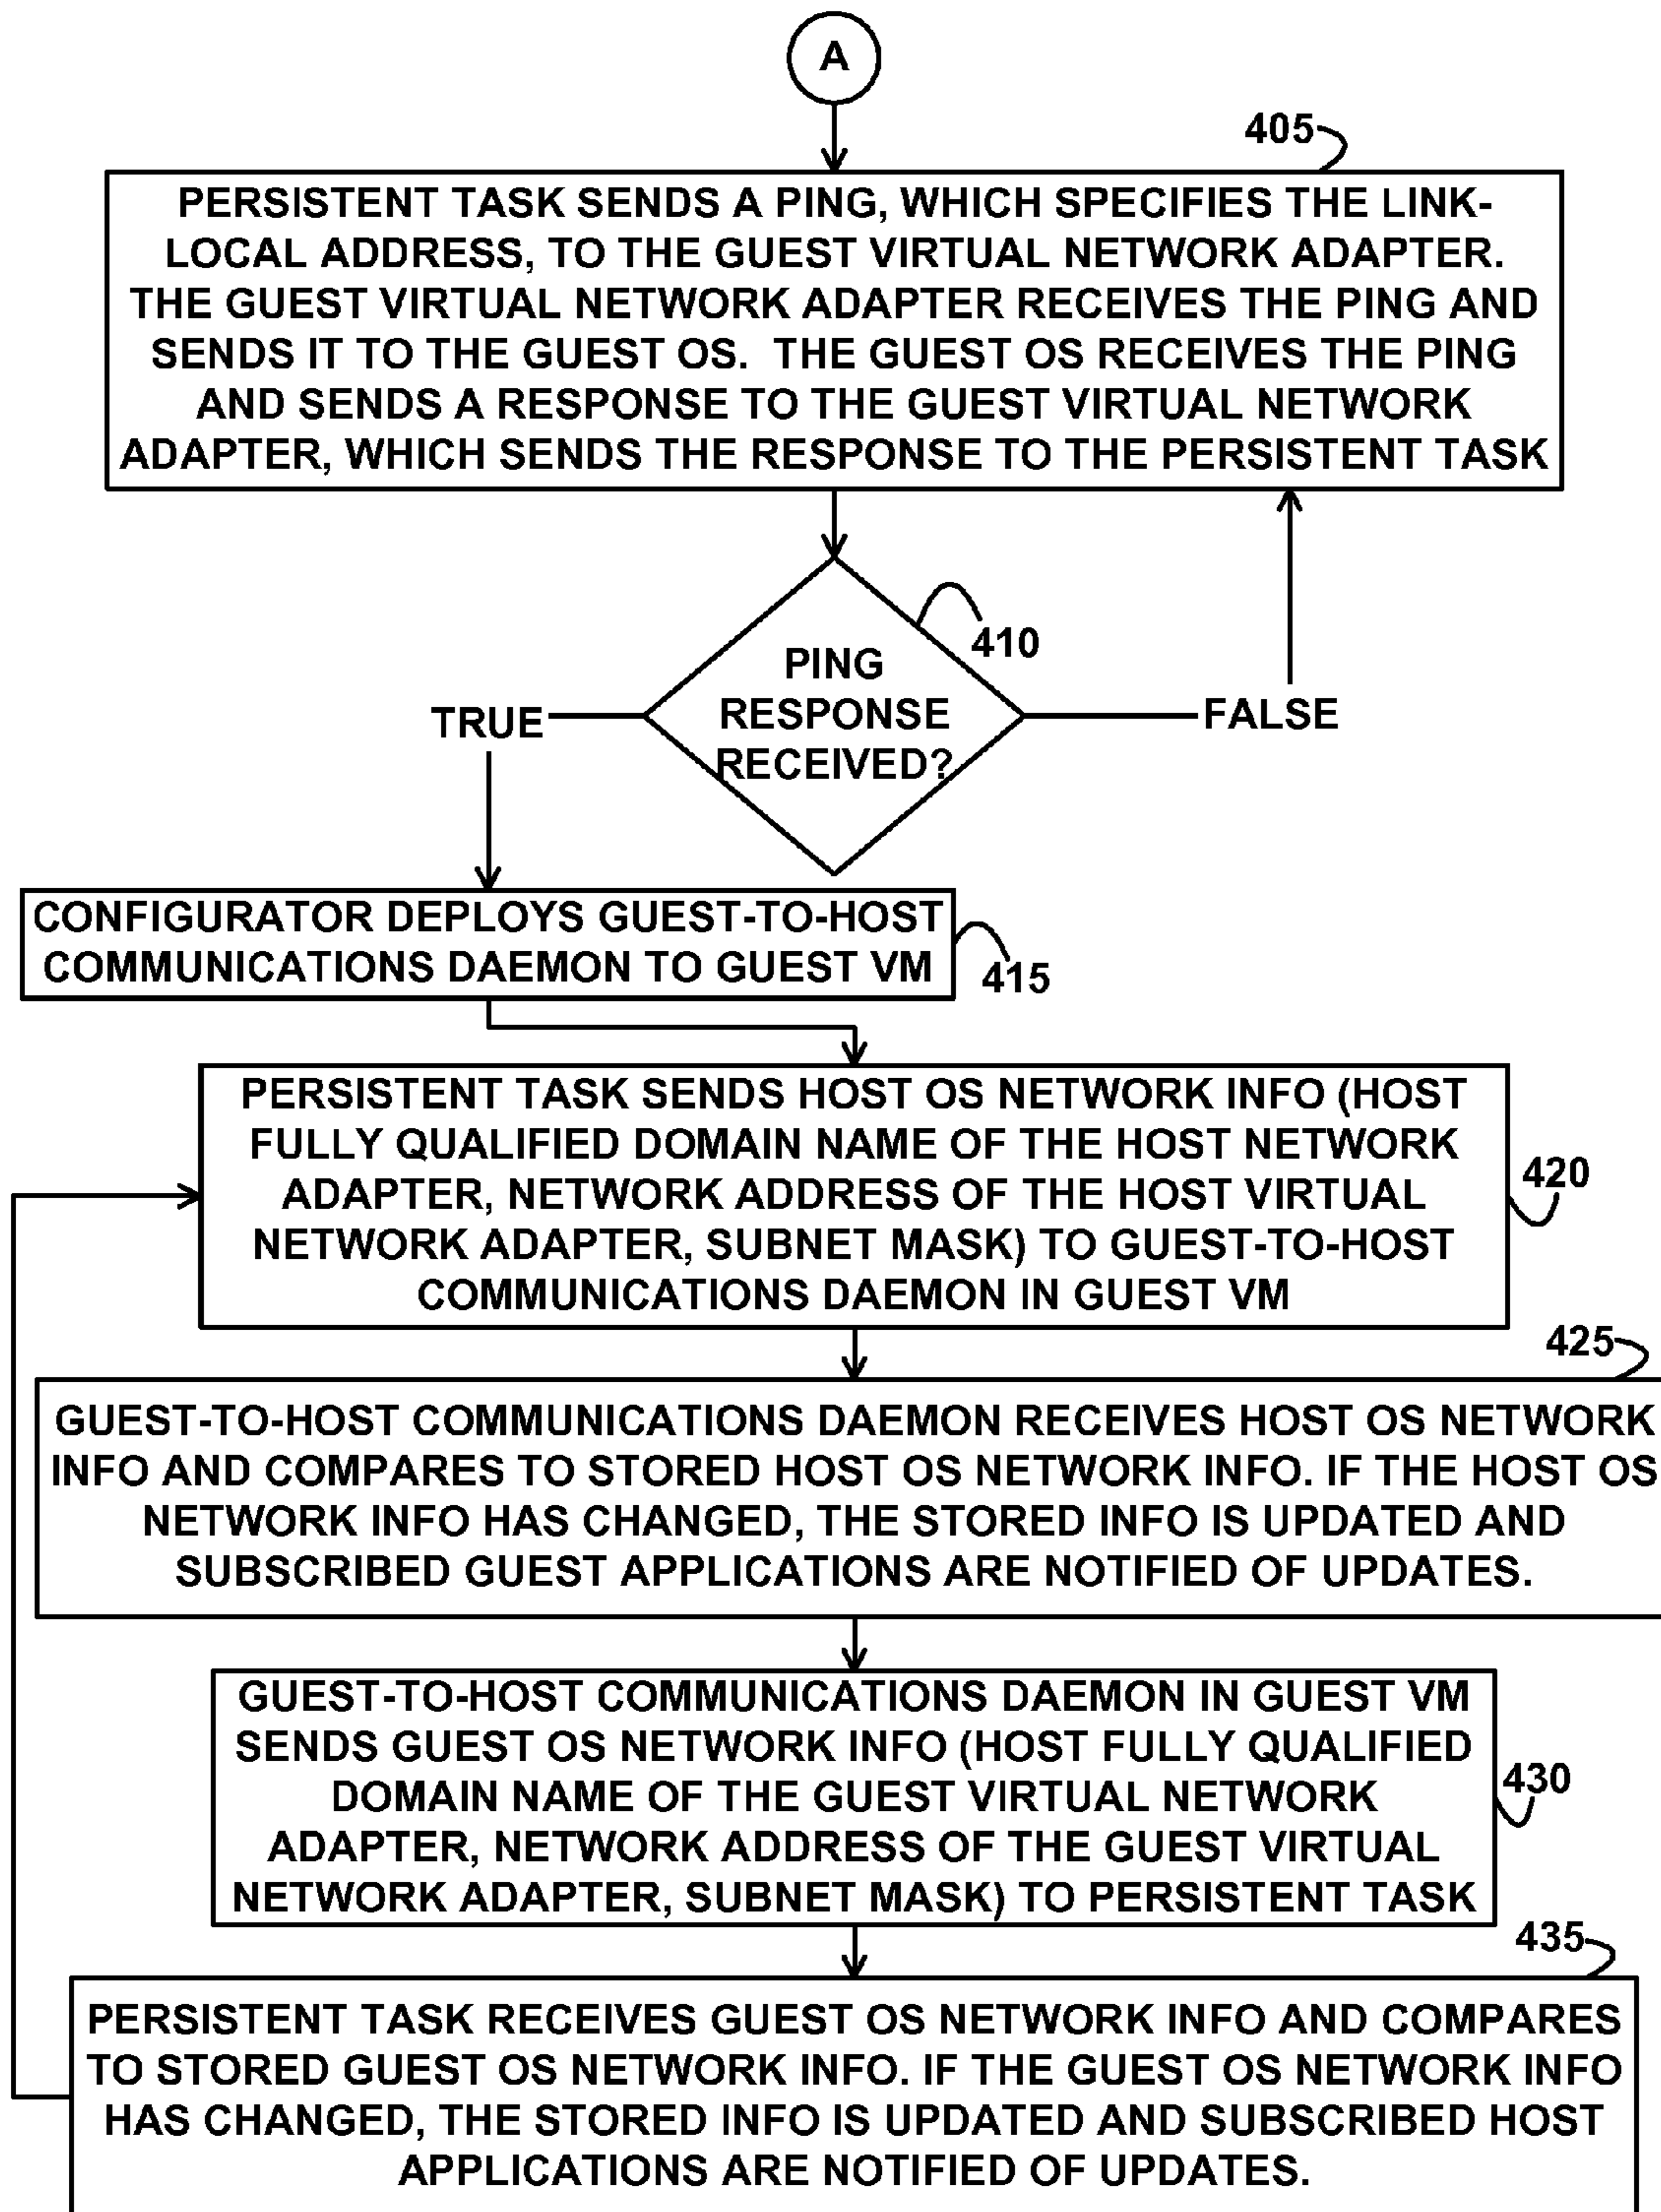 A
405
PERSISTENT TASK SENDS A PING, WHICH SPECIFIES THE LINK-
LOCAL ADDRESS, TO THE GUEST VIRTUAL NETWORK ADAPTER.
THE GUEST VIRTUAL NETWORK ADAPTER RECEIVES THE PING AND
SENDS IT TO THE GUEST OS. THE GUEST OS RECEIVES THE PING
AND SENDS A RESPONSE TO THE GUEST VIRTUAL NETWORK
ADAPTER, WHICH SENDS THE RESPONSE TO THE PERSISTENT TASK
410
PING
RESPONSE
RECEIVED?
TRUE
FALSE
CONFIGURATOR DEPLOYS GUEST-TO-HOST
COMMUNICATIONS DAEMON TO GUEST VM
415
PERSISTENT TASK SENDS HOST OS NETWORK INFO (HOST
FULLY QUALIFIED DOMAIN NAME OF THE HOST NETWORK
ADAPTER, NETWORK ADDRESS OF THE HOST VIRTUAL
NETWORK ADAPTER, SUBNET MASK) TO GUEST-TO-HOST
COMMUNICATIONS DAEMON IN GUEST VM
420
425
GUEST-TO-HOST COMMUNICATIONS DAEMON RECEIVES HOST OS NETWORK
INFO AND COMPARES TO STORED HOST OS NETWORK INFO. IF THE HOST OS
NETWORK INFO HAS CHANGED, THE STORED INFO IS UPDATED AND
SUBSCRIBED GUEST APPLICATIONS ARE NOTIFIED OF UPDATES.
GUEST-TO-HOST COMMUNICATIONS DAEMON IN GUEST VM
SENDS GUEST OS NETWORK INFO (HOST FULLY QUALIFIED
DOMAIN NAME OF THE GUEST VIRTUAL NETWORK
ADAPTER, NETWORK ADDRESS OF THE GUEST VIRTUAL
NETWORK ADAPTER, SUBNET MASK) TO PERSISTENT TASK
430
435
PERSISTENT TASK RECEIVES GUEST OS NETWORK INFO AND COMPARES
TO STORED GUEST OS NETWORK INFO. IF THE GUEST OS NETWORK INFO
HAS CHANGED, THE STORED INFO IS UPDATED AND SUBSCRIBED HOST
APPLICATIONS ARE NOTIFIED OF UPDATES.